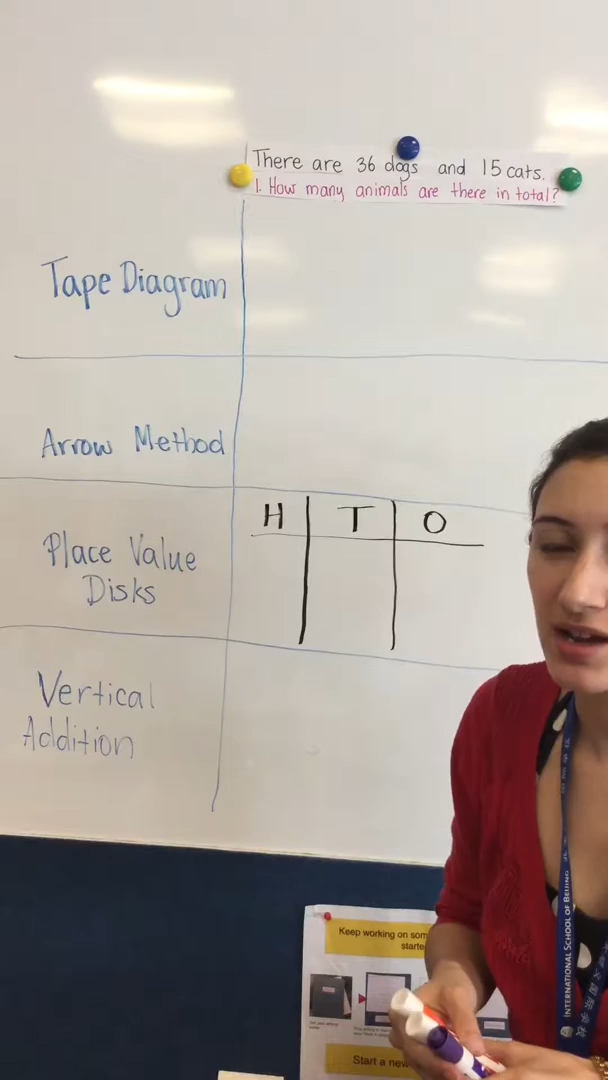 There are 36 dogs and 15 cats.
1. How many animals are there in total?
Tape Diagram
Arrow Method
H T O
Place Value
Disks
Vertical
Addition
INTERNATIONAL SCHOOL OF BEIJING
Keep working on som
starte
Start a new